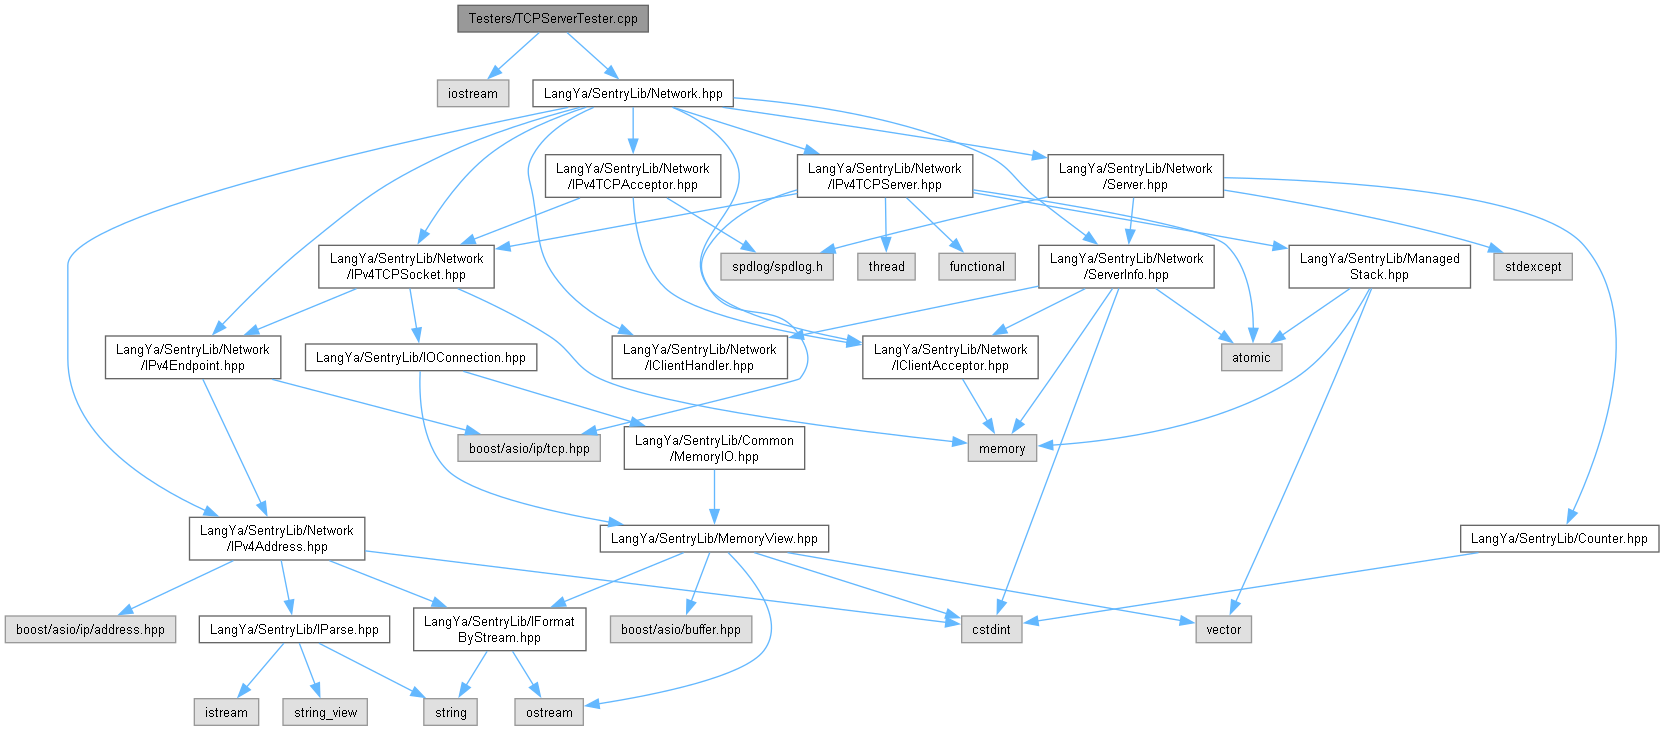 Testers/TCPServerTester.cpp
iostream
LangYa/SentryLib/Network.hpp
LangYa/SentryLib/Network
/IPv4TCPAcceptor.hpp
LangYa/SentryLib/Network
/IPv4TCPServer.hpp
LangYa/SentryLib/Network
/Server.hpp
LangYa/SentryLib/Network
/IPv4TCPSocket.hpp
spdlog/spdlog.h
thread
functional
LangYa/SentryLib/Network
/ServerInfo.hpp
LangYa/SentryLib/Managed
Stack.hpp
stdexcept
LangYa/SentryLib/Network
/IPv4Endpoint.hpp
LangYa/SentryLib/IOConnection.hpp
LangYa/SentryLib/Network
/IClientHandler.hpp
LangYa/SentryLib/Network
/IClientAcceptor.hpp
atomic
boost/asio/ip/tcp.hpp
LangYa/SentryLib/Common
/MemoryIO.hpp
memory
LangYa/SentryLib/Network
/IPv4Address.hpp
LangYa/SentryLib/MemoryView.hpp
LangYa/SentryLib/Counter.hpp
boost/asio/ip/address.hpp
LangYa/SentryLib/IParse.hpp
LangYa/SentryLib/IFormat
ByStream.hpp
boost/asio/buffer.hpp
cstdint
vector
istream
string_view
string
ostream